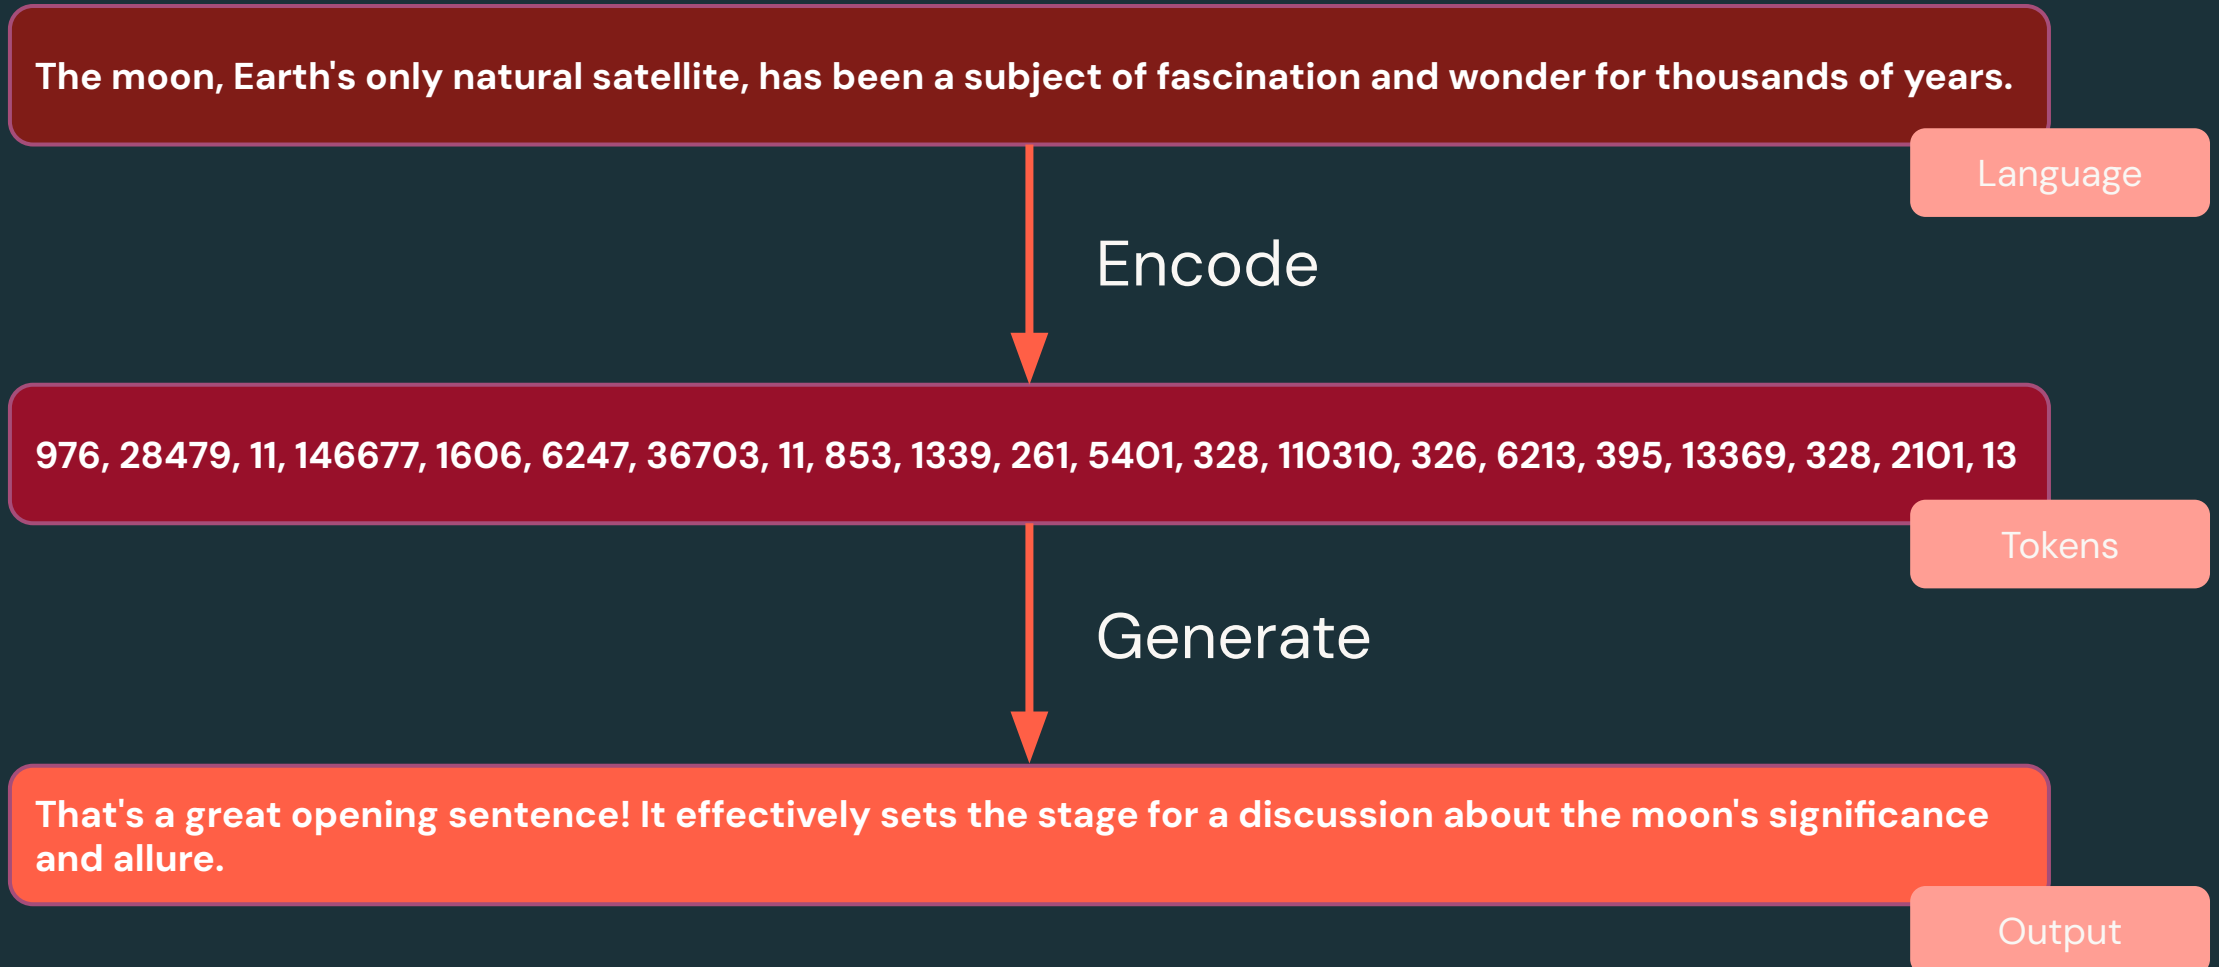 The moon, Earth's only natural satellite, has been a subject of fascination and wonder for thousands of years.
Language
Encode
976, 28479, 11, 146677, 1606, 6247, 36703, 11, 853, 1339, 261, 5401, 328, 110310, 326, 6213, 395, 13369, 328, 2101, 13
Tokens
Generate
That's a great opening sentence! It effectively sets the stage for a discussion about the moon's significance
and allure.
Output